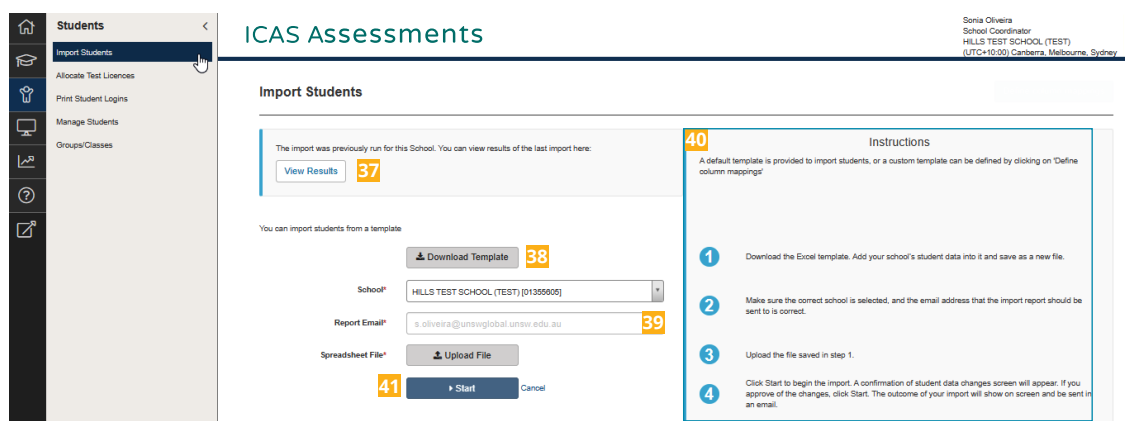 Students <
Import Students
Allocate Test Licences
Print Student Logins
Manage Students
Groups/Classes
ICAS Assessments
Sonia Oliveira
School Coordinator
HILLS TEST SCHOOL (TEST)
(UTC+10:00) Canberra, Melbourne, Sydney
Import Students
The import was previously run for this School. You can view results of the last import here:
View Results 37
You can import students from a template
Download Template 38
School* HILLS TEST SCHOOL (TEST) [01355605]
Report Email* s.oliveira@unswglobal.unsw.edu.au 39
Spreadsheet File* Upload File
41 Start Cancel
40 Instructions
A default template is provided to import students, or a custom template can be defined by clicking on 'Define
column mappings'
1 Download the Excel template. Add your school's student data into it and save as a new file.
2 Make sure the correct school is selected, and the email address that the import report should be
sent to is correct.
3 Upload the file saved in step 1.
4 Click Start to begin the import. A confirmation of student data changes screen will appear. If you
approve of the changes, click Start. The outcome of your import will show on screen and be sent in
an email.